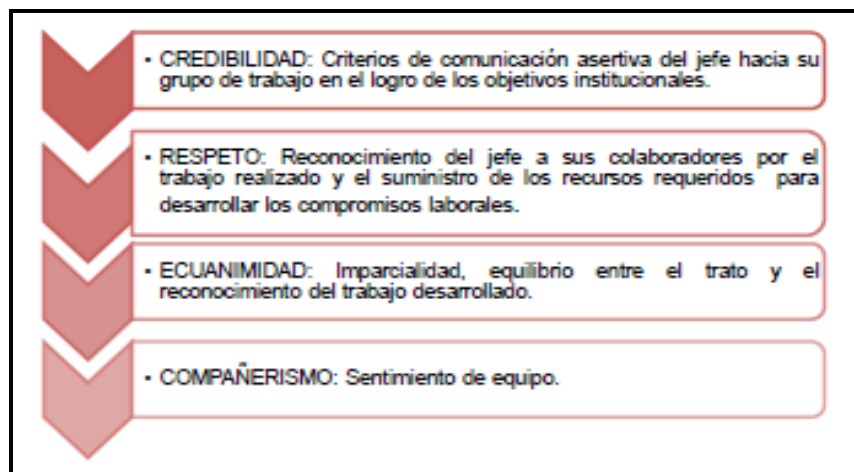 • CREDIBILIDAD: Criterios de comunicación asertiva del jefe hacia su
grupo de trabajo en el logro de los objetivos institucionales.
• RESPETO: Reconocimiento del jefe a sus colaboradores por el
trabajo realizado y el suministro de los recursos requeridos para
desarrollar los compromisos laborales.
• ECUANIMIDAD: Imparcialidad, equilibrio entre el trato y el
reconocimiento del trabajo desarrollado.
• COMPAÑERISMO: Sentimiento de equipo.